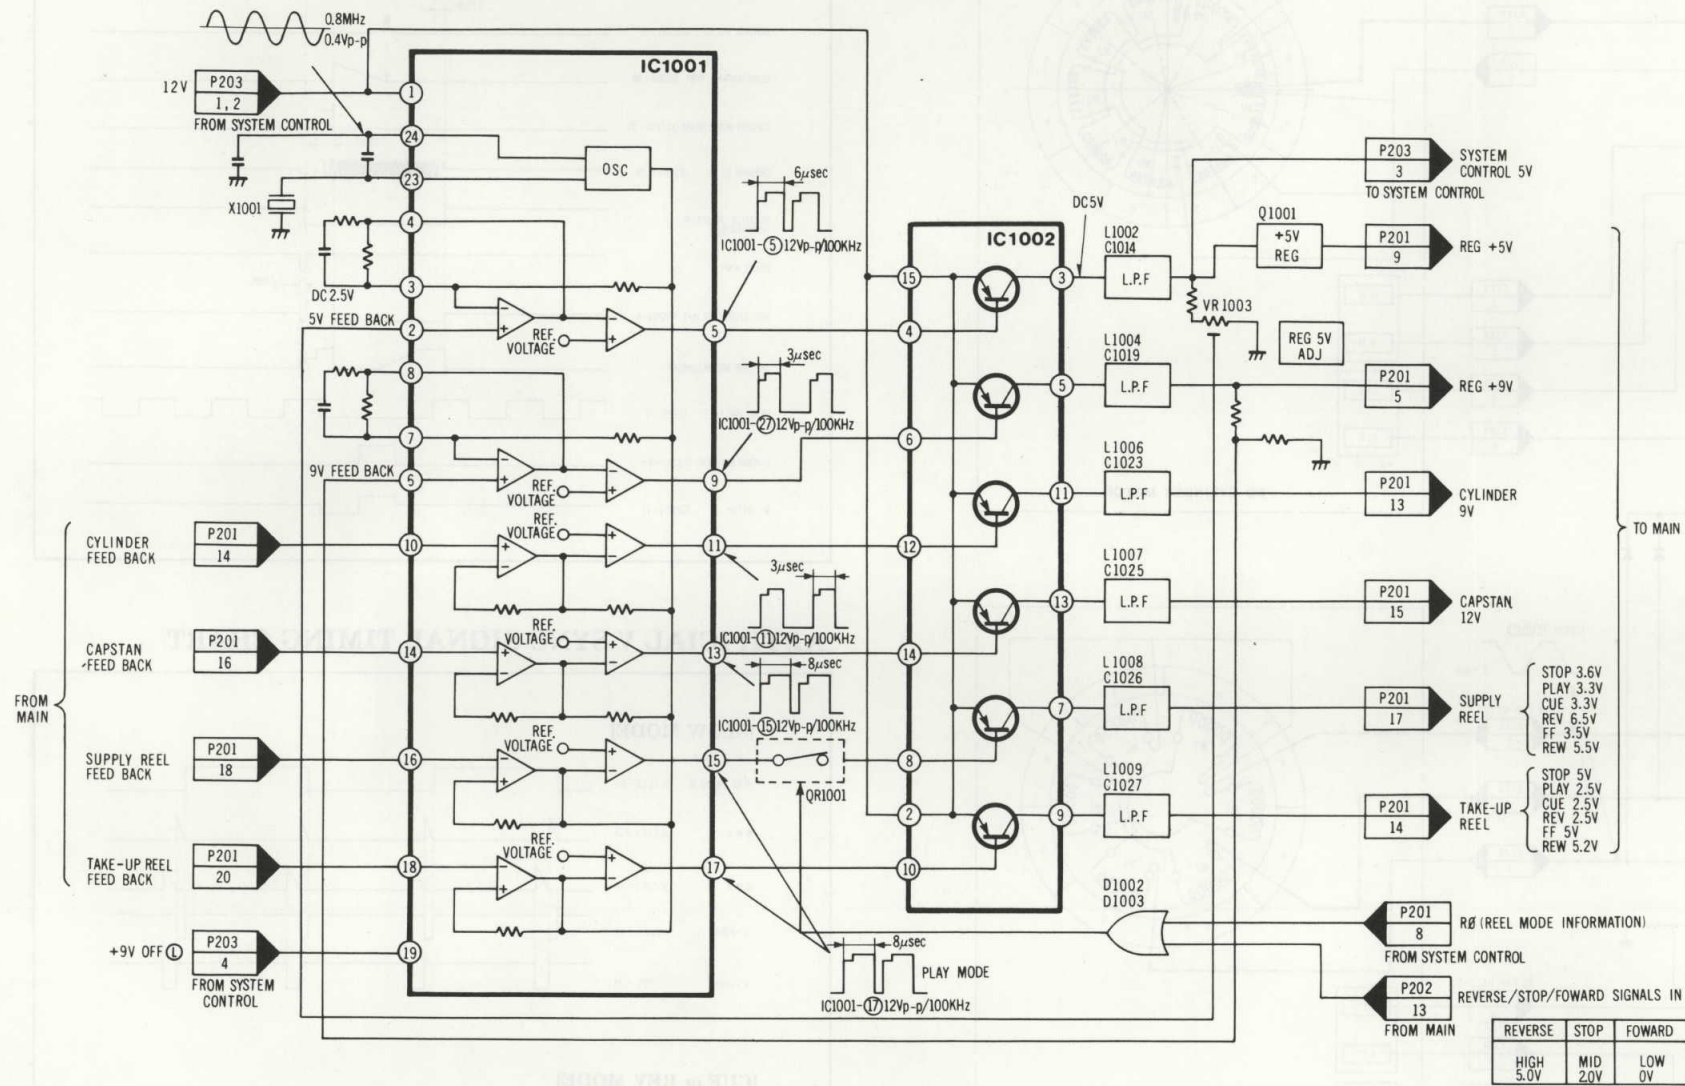 0.8MHz
0.4Vp-p
12V
P203
1, 2
FROM SYSTEM CONTROL
X1001
IC1001
1
24
23
4
3
2
8
7
5
10
14
16
18
19
OSC
DC 2.5V
5V FEED BACK
9V FEED BACK
REF.
VOLTAGE
REF.
VOLTAGE
REF.
VOLTAGE
REF.
VOLTAGE
REF.
VOLTAGE
REF.
VOLTAGE
5
9
11
13
15
17
FROM
MAIN
CYLINDER
FEED BACK
P201
14
CAPSTAN
FEED BACK
P201
16
SUPPLY REEL
FEED BACK
P201
18
TAKE-UP REEL
FEED BACK
P201
20
+9V OFF Ⓛ
P203
4
FROM SYSTEM
CONTROL
6μsec
IC1001-⑤12Vp-p/100KHz
3μsec
IC1001-㉗12Vp-p/100KHz
3μsec
IC1001-⑪12Vp-p/100KHz
8μsec
IC1001-⑮12Vp-p/100KHz
QR1001
8μsec
PLAY MODE
IC1001-⑰12Vp-p/100KHz
IC1002
15
4
6
12
14
8
2
10
3
5
11
13
7
9
DC5V
L1002
C1014
L.P.F
L1004
C1019
L.P.F
L1006
C1023
L.P.F
L1007
C1025
L.P.F
L1008
C1026
L.P.F
L1009
C1027
L.P.F
D1002
D1003
Q1001
+5V
REG
VR1003
REG 5V
ADJ
P203
3
SYSTEM
CONTROL 5V
TO SYSTEM CONTROL
P201
9
REG +5V
P201
5
REG +9V
P201
13
CYLINDER
9V
P201
15
CAPSTAN
12V
P201
17
SUPPLY
REEL
STOP 3.6V
PLAY 3.3V
CUE 3.3V
REV 6.5V
FF 3.5V
REW 5.5V
P201
14
TAKE-UP
REEL
STOP 5V
PLAY 2.5V
CUE 2.5V
REV 2.5V
FF 5V
REW 5.2V
TO MAIN
P201
8
RØ (REEL MODE INFORMATION)
FROM SYSTEM CONTROL
P202
13
REVERSE/STOP/FOWARD SIGNALS IN
FROM MAIN
REVERSE STOP FOWARD
HIGH MID LOW
5.0V 2.0V 0V